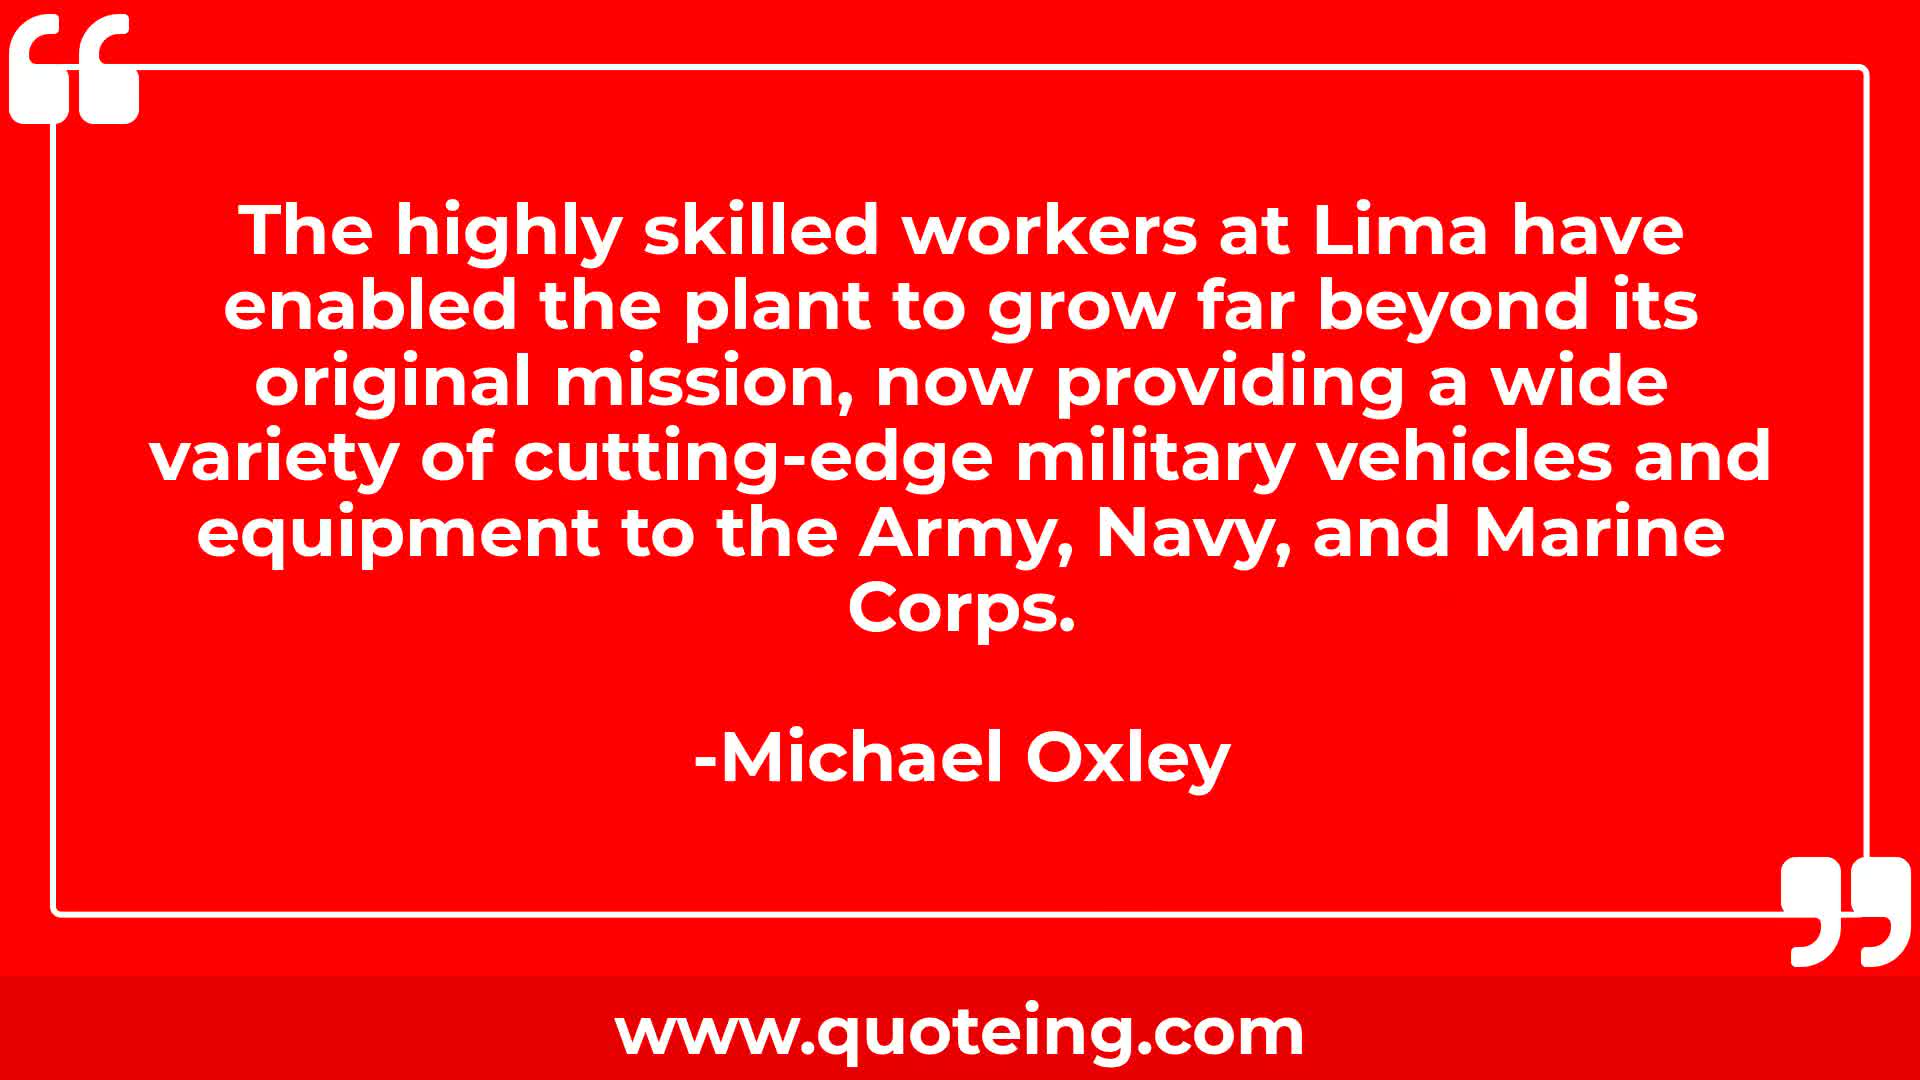 The highly skilled workers at Lima have
enabled the plant to grow far beyond its
original mission, now providing a wide
variety of cutting-edge military vehicles and
equipment to the Army, Navy, and Marine
Corps.
-Michael Oxley
www.quoteing.com